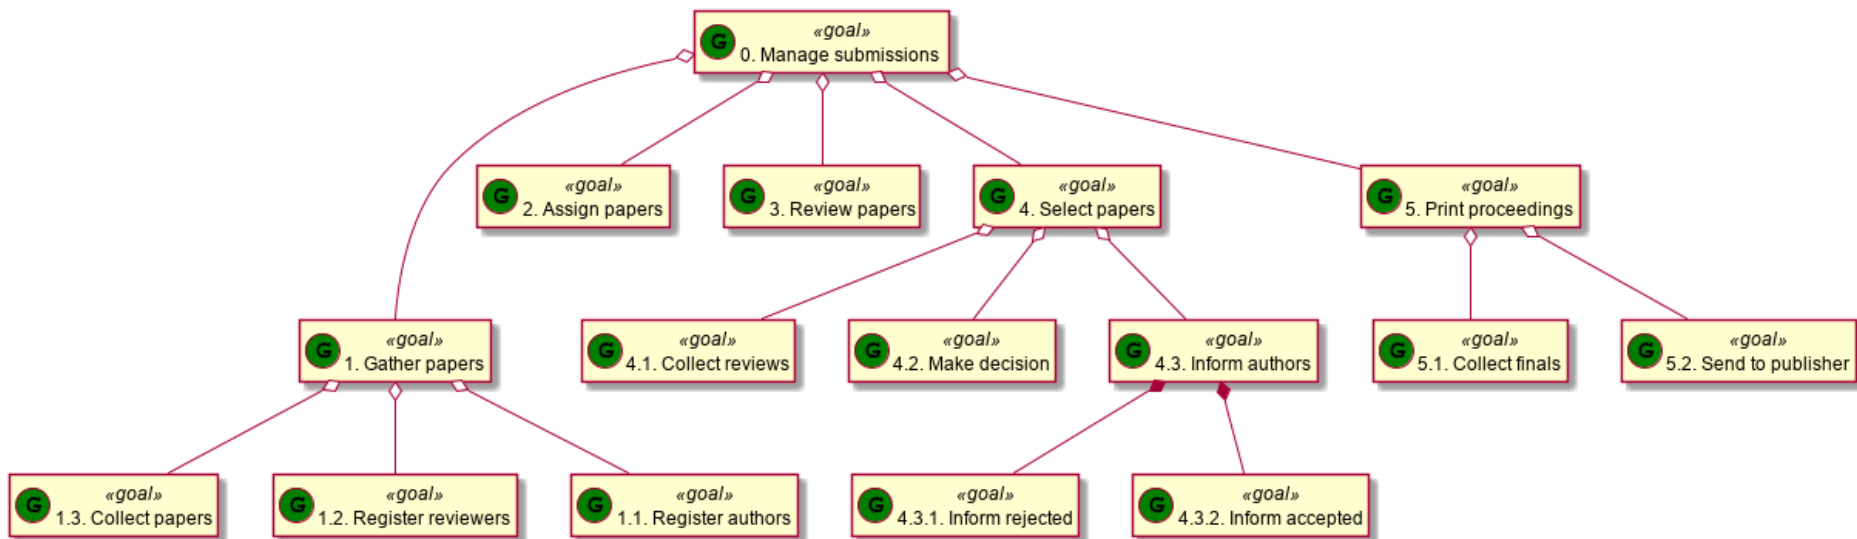 «goal»
G
0. Manage submissions
«goal»
G
2. Assign papers
«goal»
G
3. Review papers
«goal»
G
4. Select papers
«goal»
G
5. Print proceedings
«goal»
G
1. Gather papers
«goal»
G
4.1. Collect reviews
«goal»
G
4.2. Make decision
«goal»
G
4.3. Inform authors
«goal»
G
5.1. Collect finals
«goal»
G
5.2. Send to publisher
«goal»
G
1.3. Collect papers
«goal»
G
1.2. Register reviewers
«goal»
G
1.1. Register authors
«goal»
G
4.3.1. Inform rejected
«goal»
G
4.3.2. Inform accepted